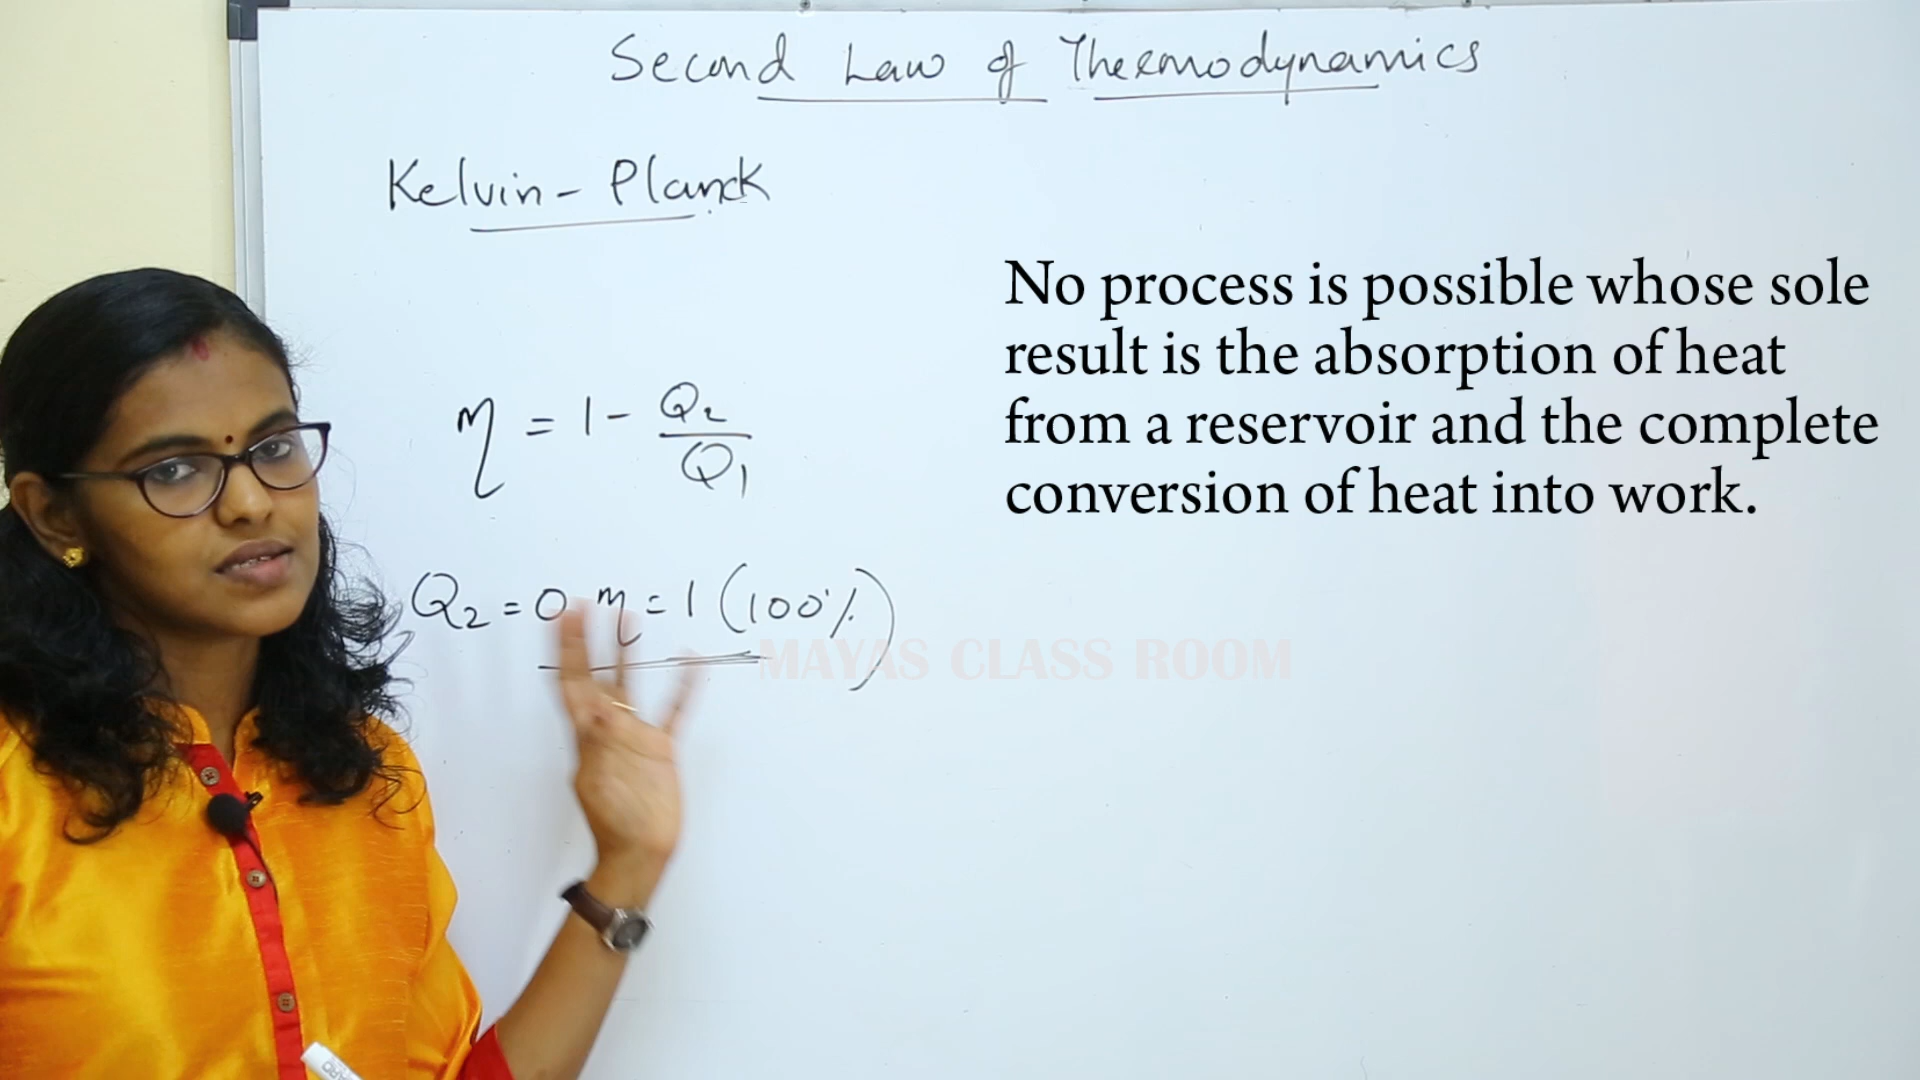 Second Law of Thermodynamics
Kelvin - Planck
No process is possible whose sole
result is the absorption of heat
from a reservoir and the complete
conversion of heat into work.
η = 1 - Q₂/Q₁
Q₂ = 0 η = 1 (100%)
MAYAS CLASS ROOM